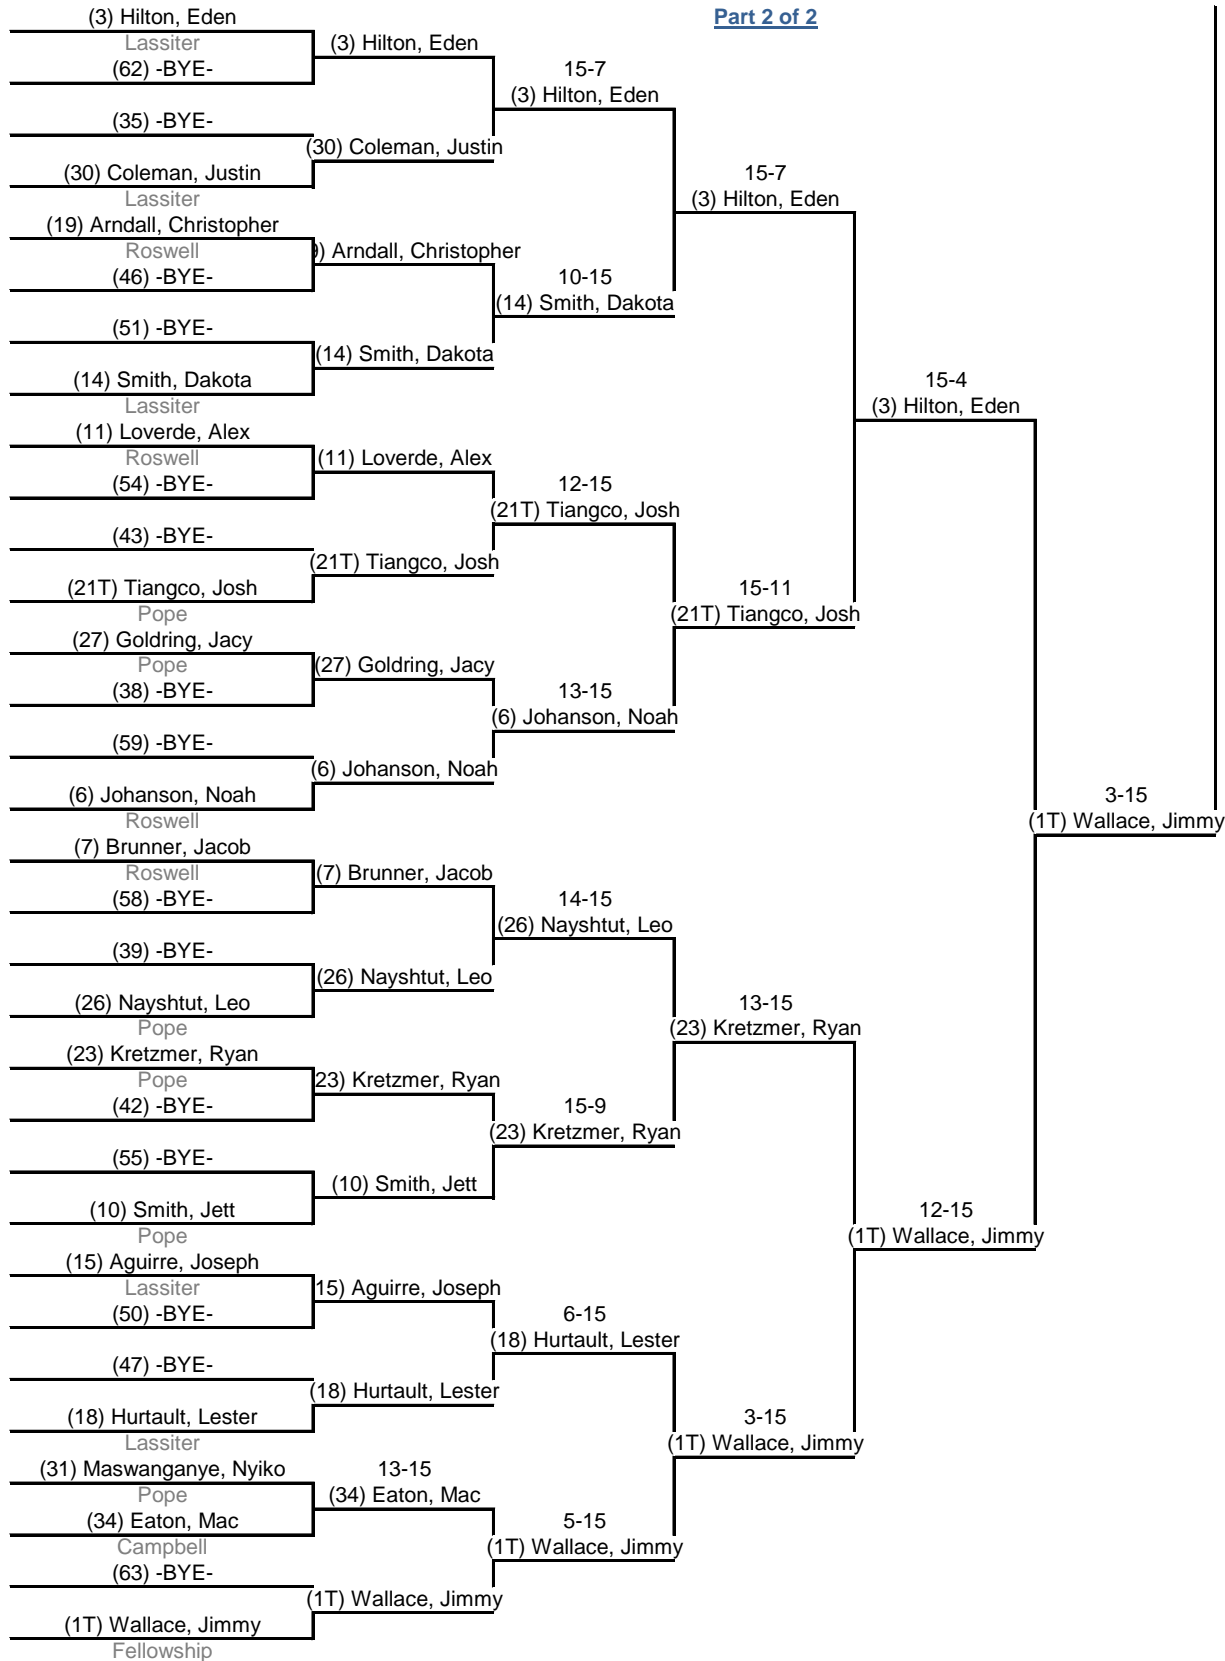 (3) Hilton, Eden
Part 2 of 2
Lassiter
(3) Hilton, Eden
(62) -BYE-
15-7
(3) Hilton, Eden
(35) -BYE-
(30) Coleman, Justin
(30) Coleman, Justin
15-7
Lassiter
(3) Hilton, Eden
(19) Arndall, Christopher
Roswell
9) Arndall, Christopher
(46) -BYE-
10-15
(14) Smith, Dakota
(51) -BYE-
(14) Smith, Dakota
(14) Smith, Dakota
15-4
Lassiter
(3) Hilton, Eden
(11) Loverde, Alex
Roswell
(11) Loverde, Alex
(54) -BYE-
12-15
(21T) Tiangco, Josh
(43) -BYE-
(21T) Tiangco, Josh
(21T) Tiangco, Josh
15-11
Pope
(21T) Tiangco, Josh
(27) Goldring, Jacy
Pope
(27) Goldring, Jacy
(38) -BYE-
13-15
(6) Johanson, Noah
(59) -BYE-
(6) Johanson, Noah
(6) Johanson, Noah
3-15
Roswell
(1T) Wallace, Jimmy
(7) Brunner, Jacob
Roswell
(7) Brunner, Jacob
(58) -BYE-
14-15
(26) Nayshtut, Leo
(39) -BYE-
(26) Nayshtut, Leo
(26) Nayshtut, Leo
13-15
Pope
(23) Kretzmer, Ryan
(23) Kretzmer, Ryan
Pope
23) Kretzmer, Ryan
(42) -BYE-
15-9
(23) Kretzmer, Ryan
(55) -BYE-
(10) Smith, Jett
(10) Smith, Jett
12-15
Pope
(1T) Wallace, Jimmy
(15) Aguirre, Joseph
Lassiter
15) Aguirre, Joseph
(50) -BYE-
6-15
(18) Hurtault, Lester
(47) -BYE-
(18) Hurtault, Lester
(18) Hurtault, Lester
3-15
Lassiter
(1T) Wallace, Jimmy
(31) Maswanganye, Nyiko
13-15
Pope
(34) Eaton, Mac
(34) Eaton, Mac
5-15
Campbell
(1T) Wallace, Jimmy
(63) -BYE-
(1T) Wallace, Jimmy
(1T) Wallace, Jimmy
Fellowship